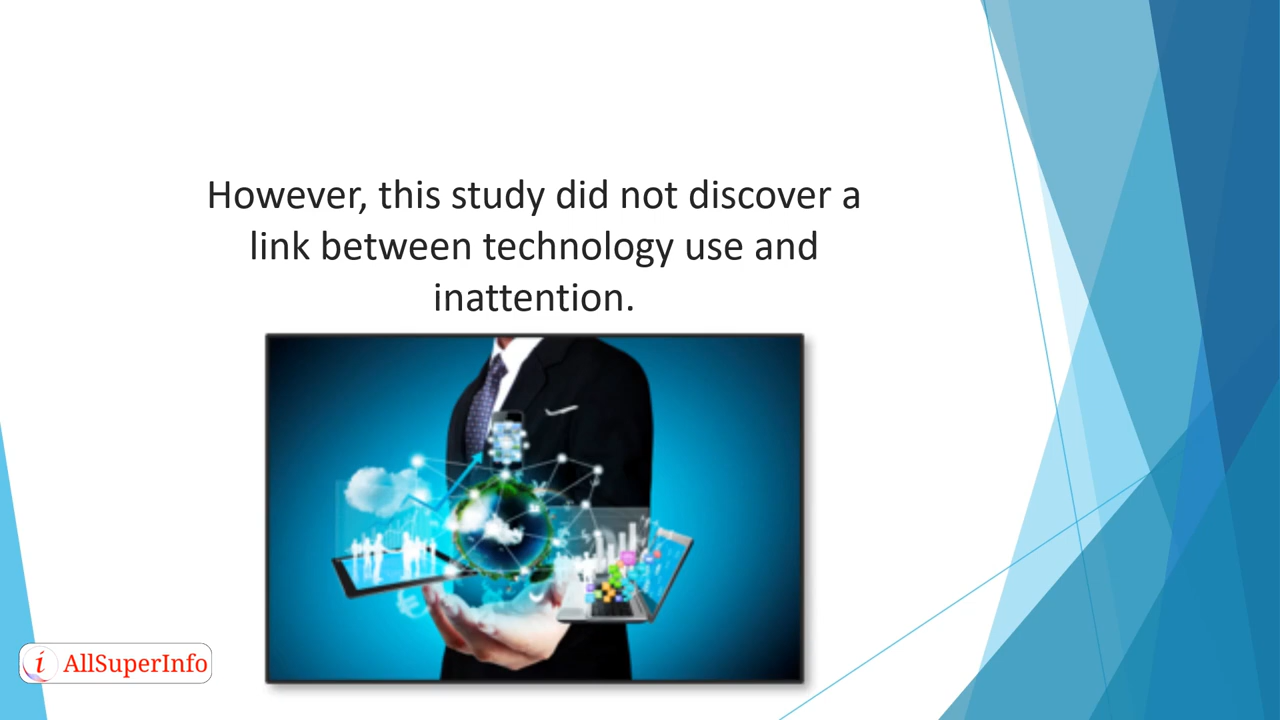 However, this study did not discover a
link between technology use and
inattention.
i AllSuperInfo